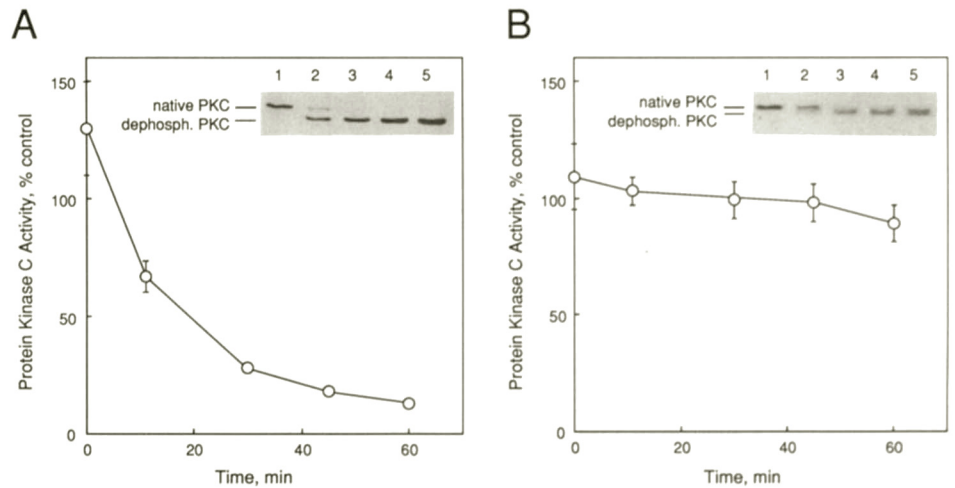 A
150
100
50
0
0 20 40 60
Time, min
Protein Kinase C Activity, % control
1 2 3 4 5
native PKC
dephosph. PKC
B
150
100
50
0
0 20 40 60
Time, min
Protein Kinase C Activity, % control
1 2 3 4 5
native PKC
dephosph. PKC